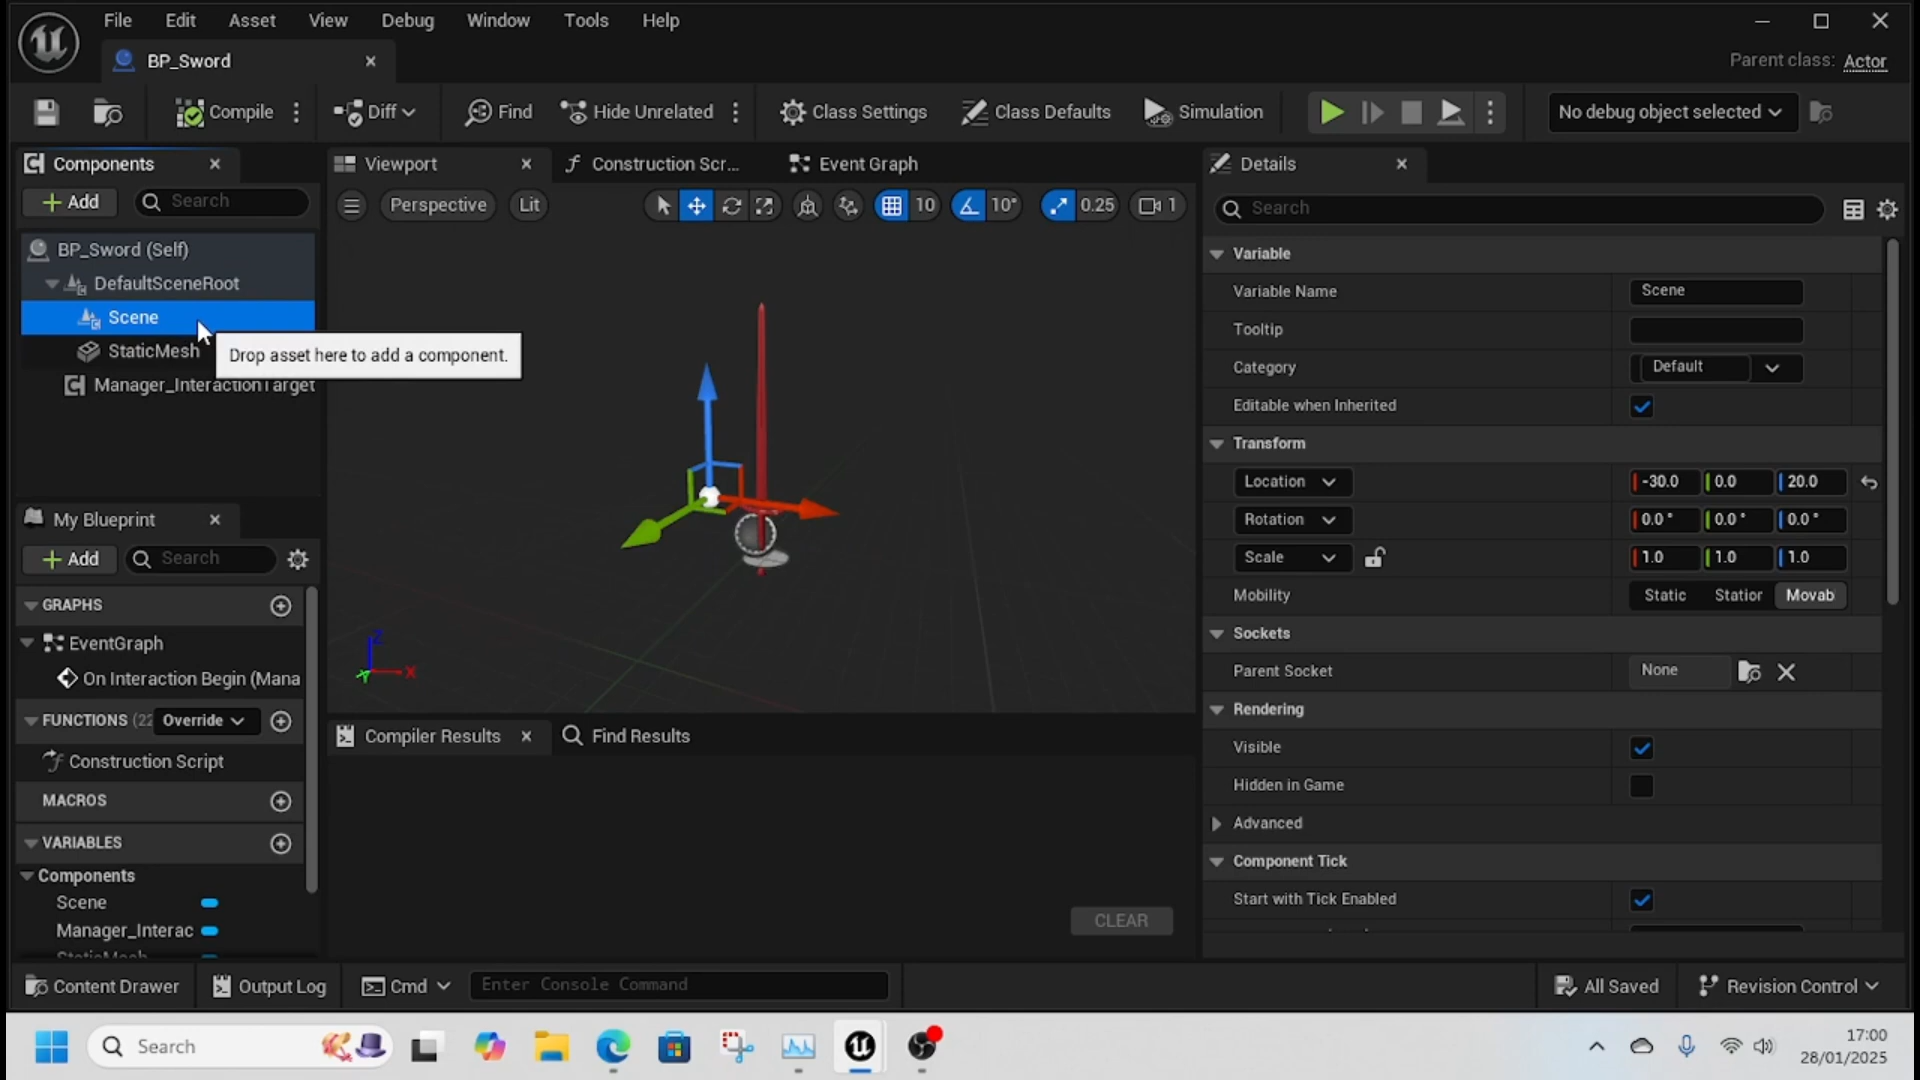 File Edit Asset View Debug Window Tools Help
BP_Sword
Parent class: Actor
Compile Diff Find Hide Unrelated Class Settings Class Defaults Simulation No debug object selected
Components
Viewport Construction Scr... Event Graph
Details
+ Add Search
Perspective Lit 10 10° 0.25 1
Search
BP_Sword (Self)
DefaultSceneRoot
Scene
StaticMesh
Drop asset here to add a component.
Manager_InteractionTarget
X
Variable
Variable Name Scene
Tooltip
Category Default
Editable when Inherited
Transform
Location -30.0 0.0 20.0
Rotation 0.0° 0.0° 0.0°
Scale 1.0 1.0 1.0
Mobility Static Statior Movab
Sockets
Parent Socket None
Rendering
Visible
Hidden in Game
Advanced
Component Tick
Start with Tick Enabled
My Blueprint
+ Add Search
GRAPHS
EventGraph
On Interaction Begin (Mana
FUNCTIONS (22 Override
Construction Script
MACROS
VARIABLES
Components
Scene
Manager_Interac
StaticMesh
Compiler Results Find Results
CLEAR
Content Drawer Output Log Cmd Enter Console Command All Saved Revision Control
Search
17:00
28/01/2025